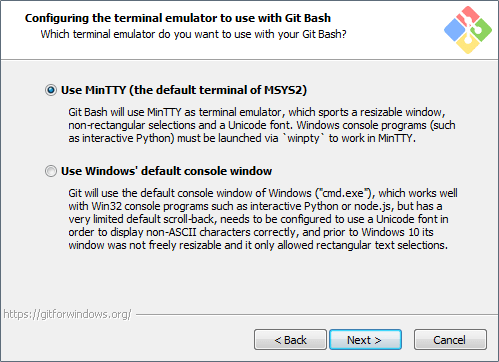 Configuring the terminal emulator to use with Git Bash
Which terminal emulator do you want to use with your Git Bash?
Use MinTTY (the default terminal of MSYS2)
Git Bash will use MinTTY as terminal emulator, which sports a resizable window,
non-rectangular selections and a Unicode font. Windows console programs (such
as interactive Python) must be launched via `winpty` to work in MinTTY.
Use Windows' default console window
Git will use the default console window of Windows ("cmd.exe"), which works well
with Win32 console programs such as interactive Python or node.js, but has a
very limited default scroll-back, needs to be configured to use a Unicode font in
order to display non-ASCII characters correctly, and prior to Windows 10 its
window was not freely resizable and it only allowed rectangular text selections.
https://gitforwindows.org/
< Back
Next >
Cancel